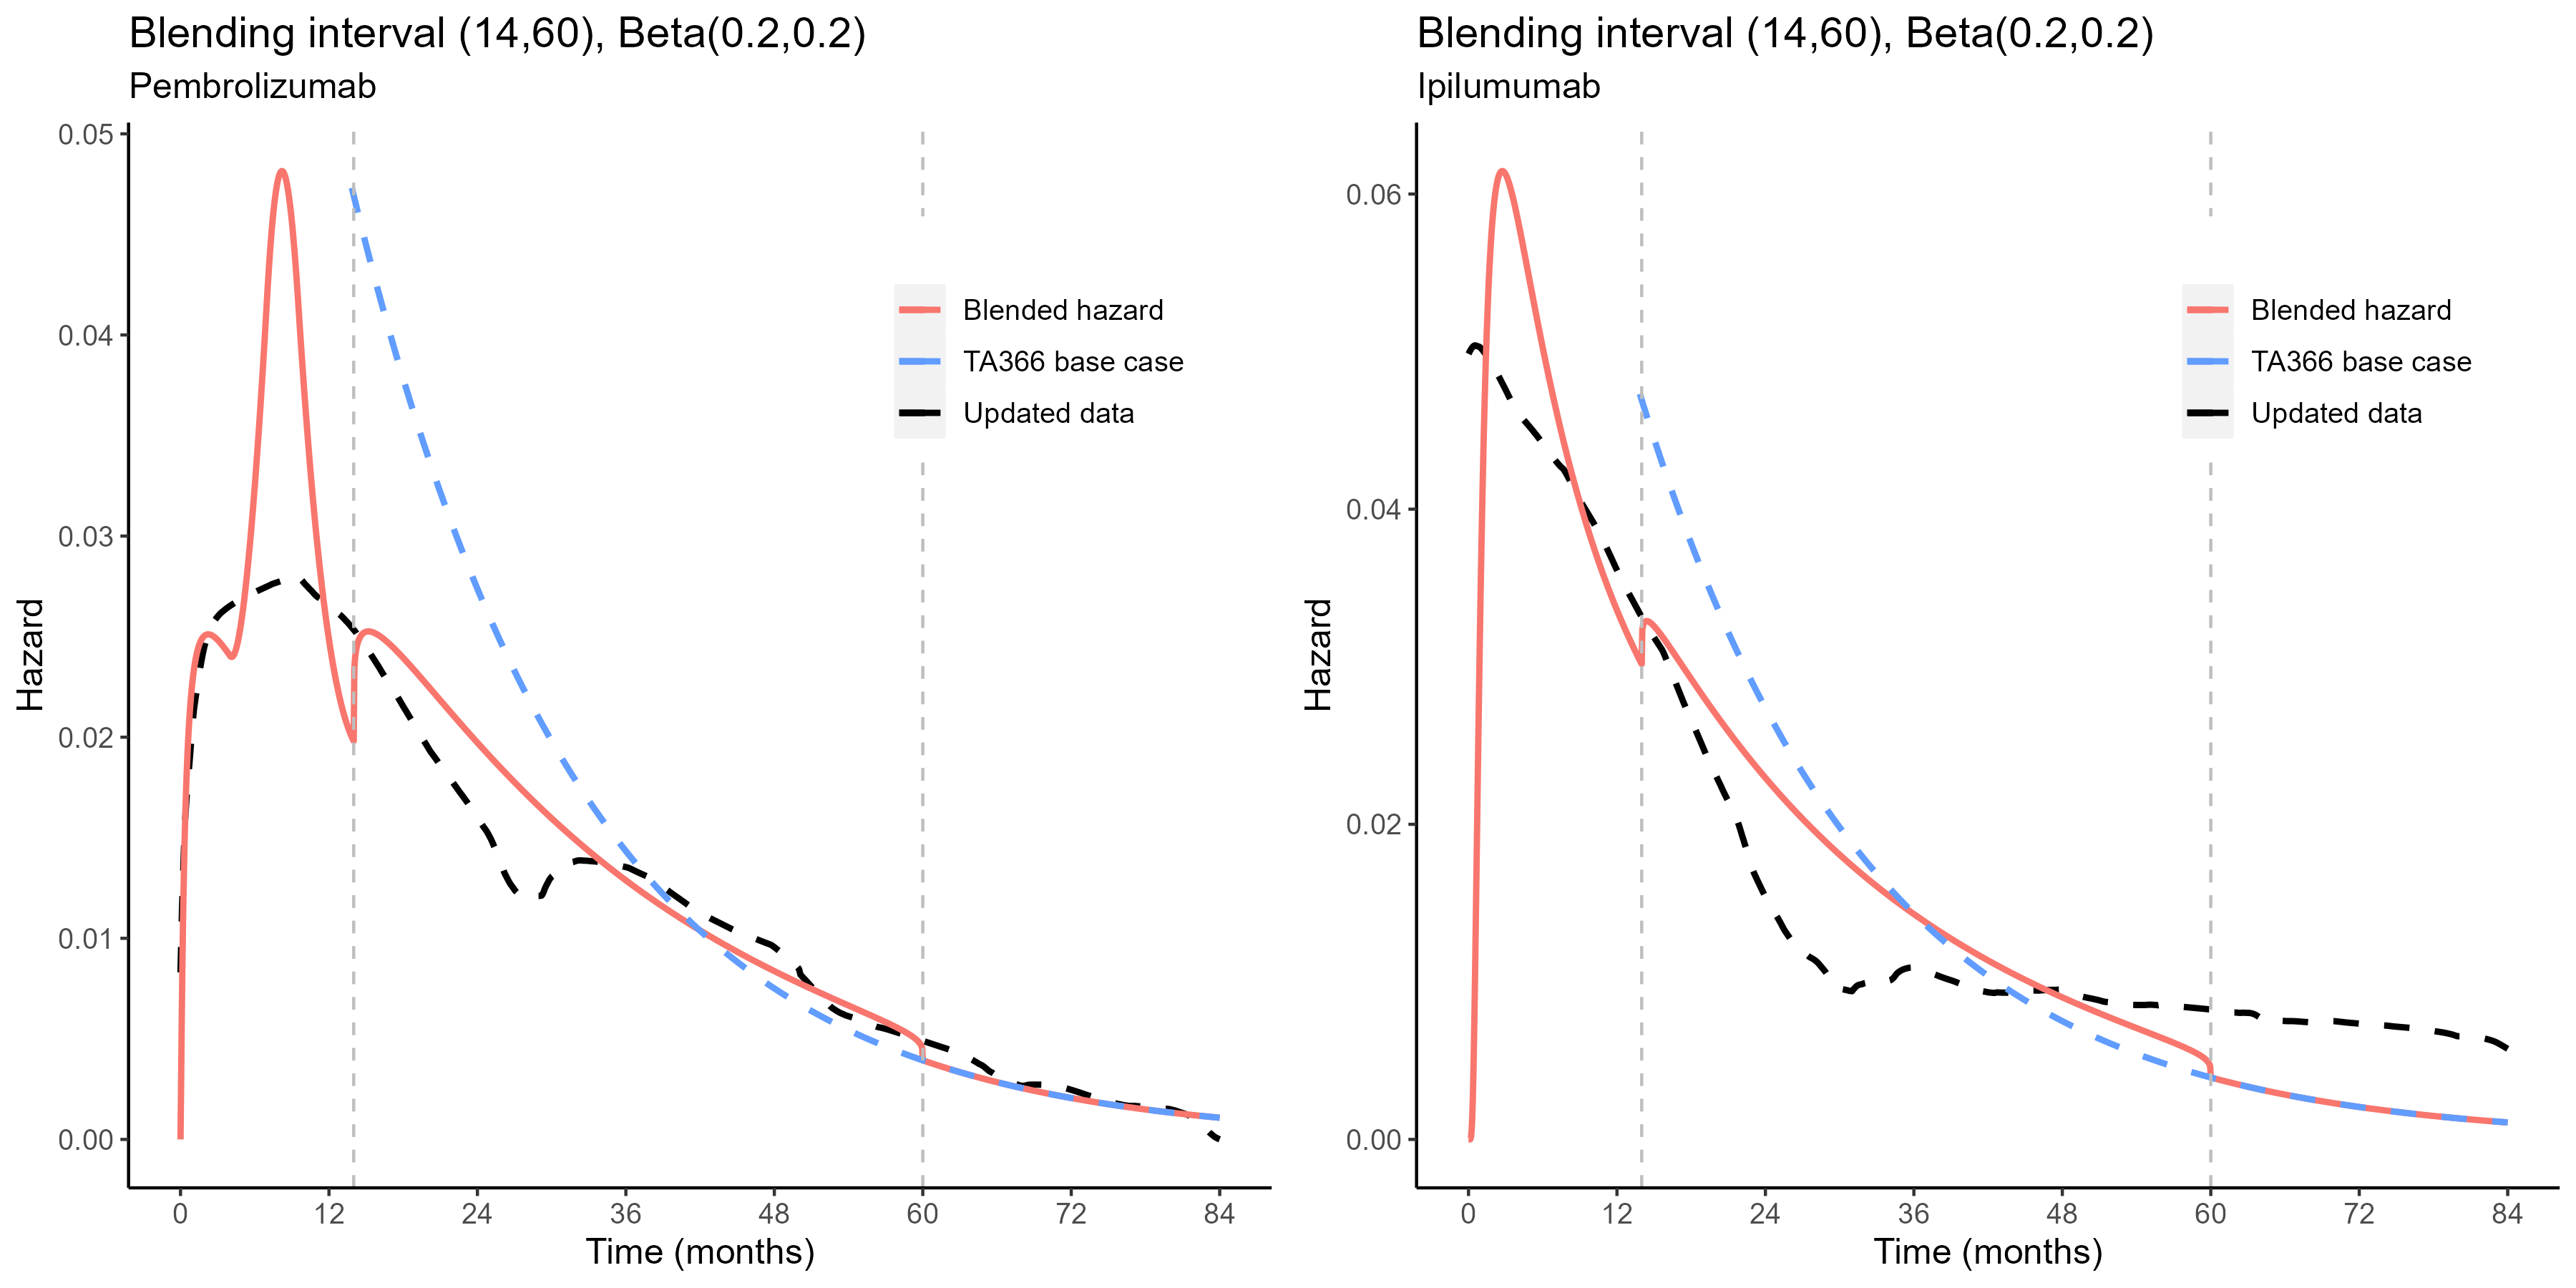 Blending interval (14,60), Beta(0.2,0.2)
Pembrolizumab
0.05
0.04
0.03
0.02
0.01
0.00
Hazard
Blended hazard
TA366 base case
Updated data
0 12 24 36 48 60 72 84
Time (months)
Blending interval (14,60), Beta(0.2,0.2)
Ipilumumab
0.06
0.04
0.02
0.00
Hazard
Blended hazard
TA366 base case
Updated data
0 12 24 36 48 60 72 84
Time (months)